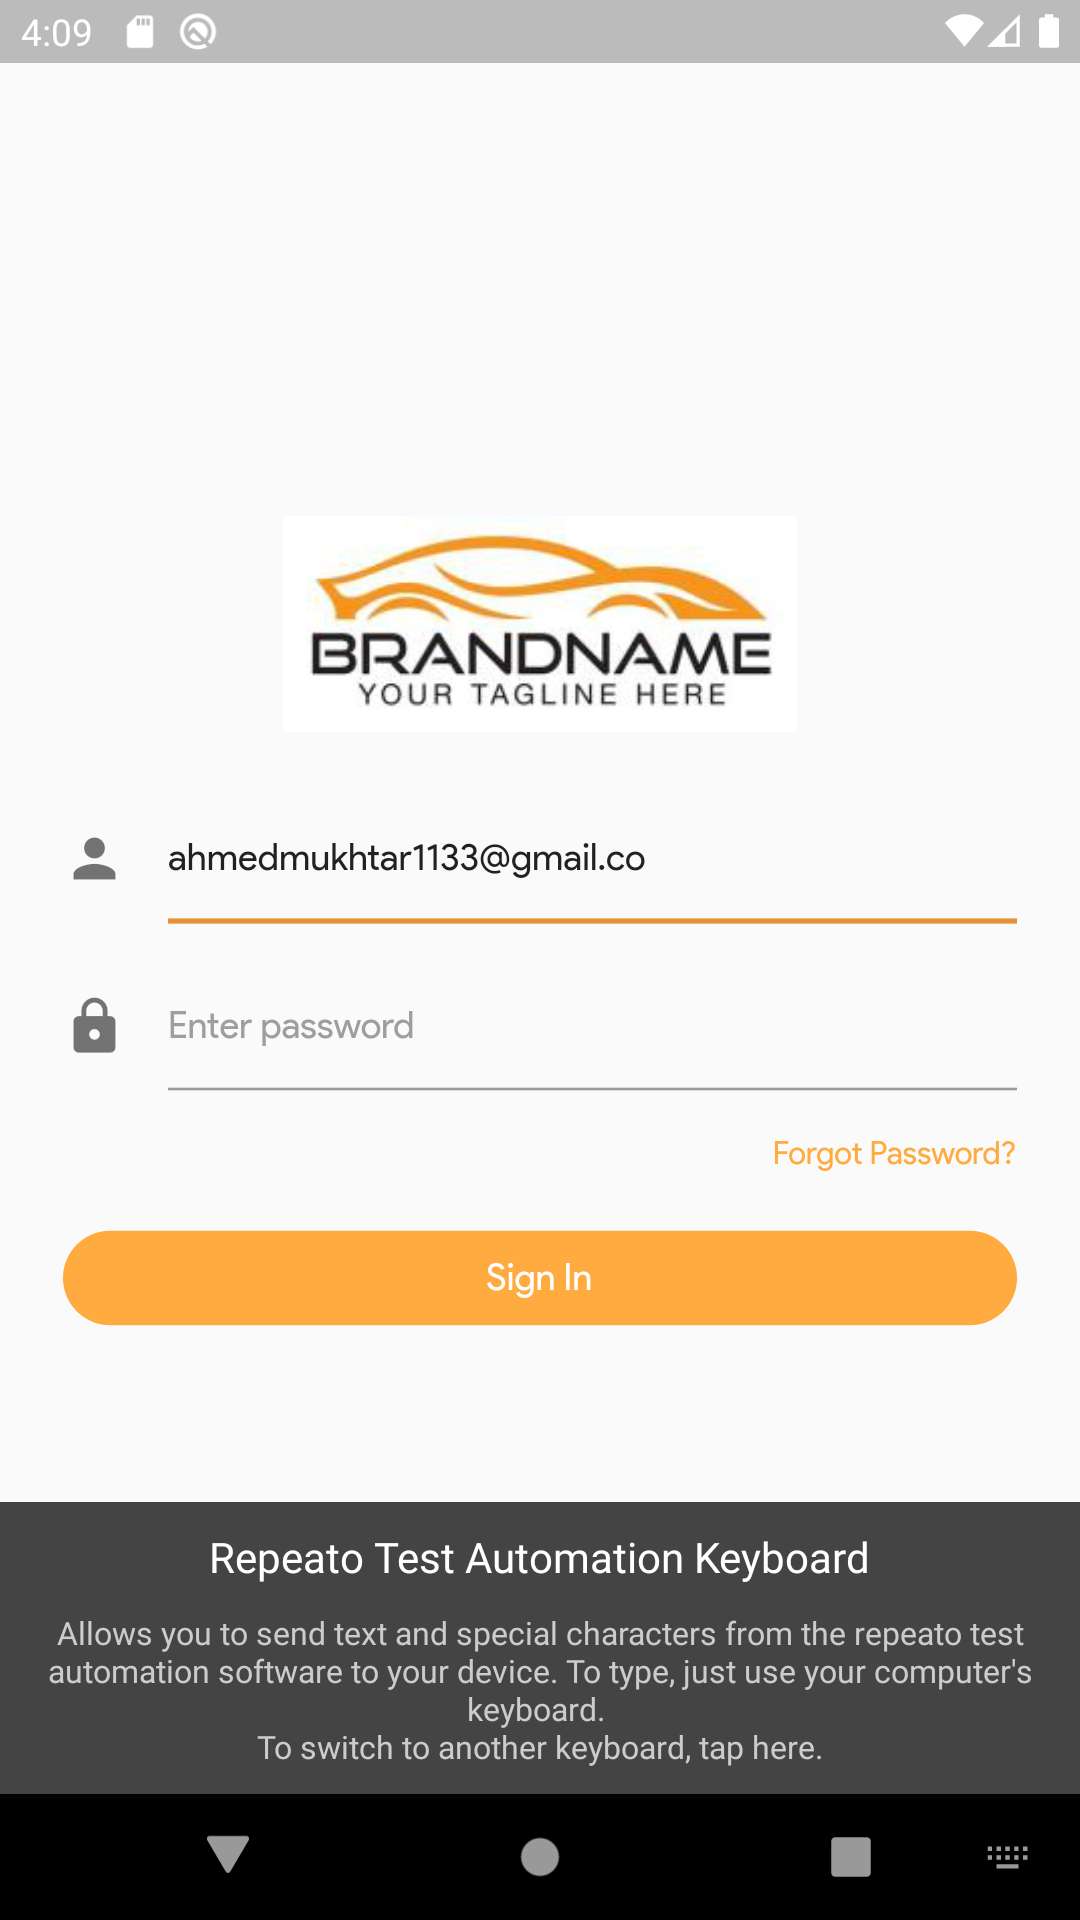 4:09
BRANDNAME
YOUR TAGLINE HERE
ahmedmukhtar1133@gmail.co
Enter password
Forgot Password?
Sign In
Repeato Test Automation Keyboard
Allows you to send text and special characters from the repeato test
automation software to your device. To type, just use your computer's
keyboard.
To switch to another keyboard, tap here.